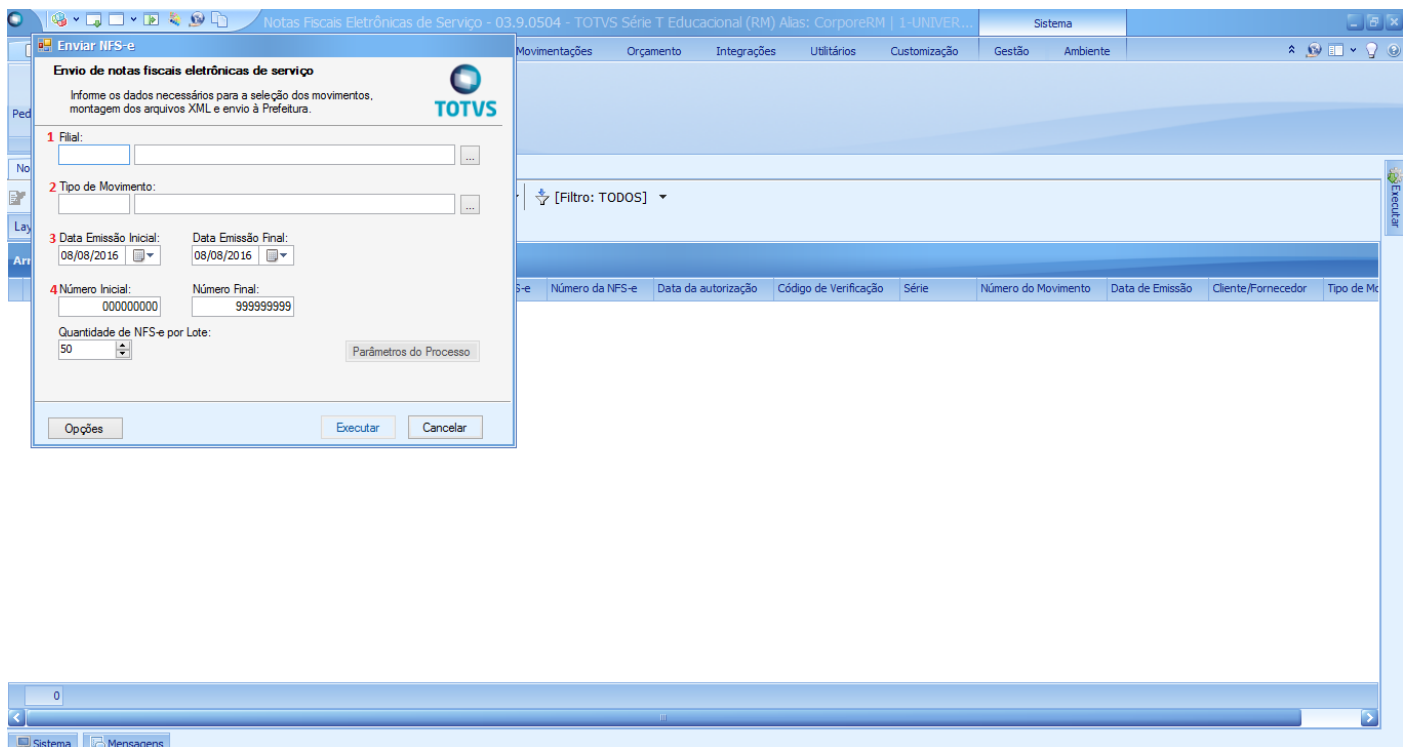 Notas Fiscais Eletrônicas de Serviço - 03.9.0504 - TOTVS Série T Educacional (RM) Alias: CorporeRM | 1-UNIVER...
Sistema
Movimentações Orçamento Integrações Utilitários Customização Gestão Ambiente
Enviar NFS-e
Envio de notas fiscais eletrônicas de serviço
Informe os dados necessários para a seleção dos movimentos,
montagem dos arquivos XML e envio à Prefeitura.
TOTVS
Ped
1 Filial:
...
No
2 Tipo de Movimento:
...
[Filtro: TODOS]
Executar
Lay
3 Data Emissão Inicial: Data Emissão Final:
08/08/2016 08/08/2016
S-e Número da NFS-e Data da autorização Código de Verificação Série Número do Movimento Data de Emissão Cliente/Fornecedor Tipo de Mo
4 Número Inicial: Número Final:
000000000 999999999
Quantidade de NFS-e por Lote:
50
Parâmetros do Processo
Opções Executar Cancelar
0
Sistema Mensagens